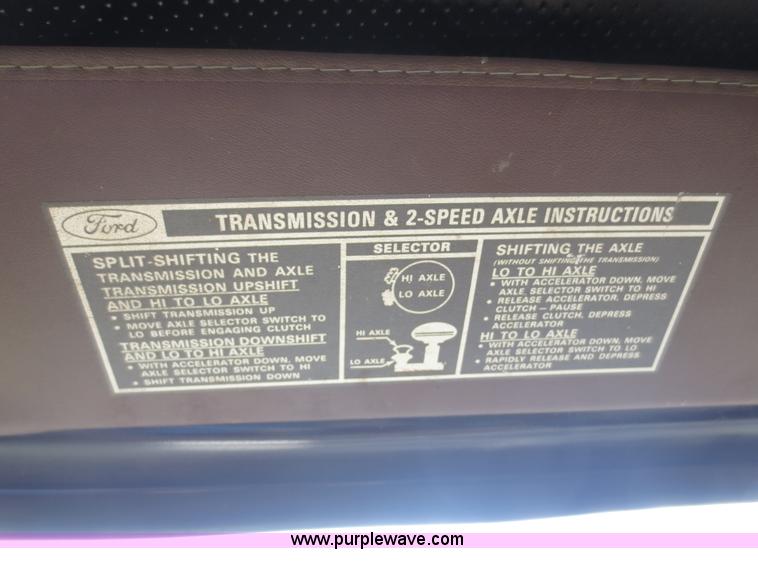 Ford
TRANSMISSION & 2-SPEED AXLE INSTRUCTIONS
SPLIT-SHIFTING THE
TRANSMISSION AND AXLE
TRANSMISSION UPSHIFT
AND HI TO LO AXLE
• SHIFT TRANSMISSION UP
• MOVE AXLE SELECTOR SWITCH TO
LO BEFORE ENGAGING CLUTCH
TRANSMISSION DOWNSHIFT
AND LO TO HI AXLE
• WITH ACCELERATOR DOWN, MOVE
AXLE SELECTOR SWITCH TO HI
• SHIFT TRANSMISSION DOWN
SELECTOR
HI AXLE
LO AXLE
HI AXLE
LO AXLE
SHIFTING THE AXLE
(WITHOUT SHIFTING THE TRANSMISSION)
LO TO HI AXLE
• WITH ACCELERATOR DOWN, MOVE
AXLE SELECTOR SWITCH TO HI
• RELEASE ACCELERATOR, DEPRESS
CLUTCH – PAUSE
• RELEASE CLUTCH, DEPRESS
ACCELERATOR
HI TO LO AXLE
• WITH ACCELERATOR DOWN, MOVE
AXLE SELECTOR SWITCH TO LO
• RAPIDLY RELEASE AND DEPRESS
ACCELERATOR
www.purplewave.com